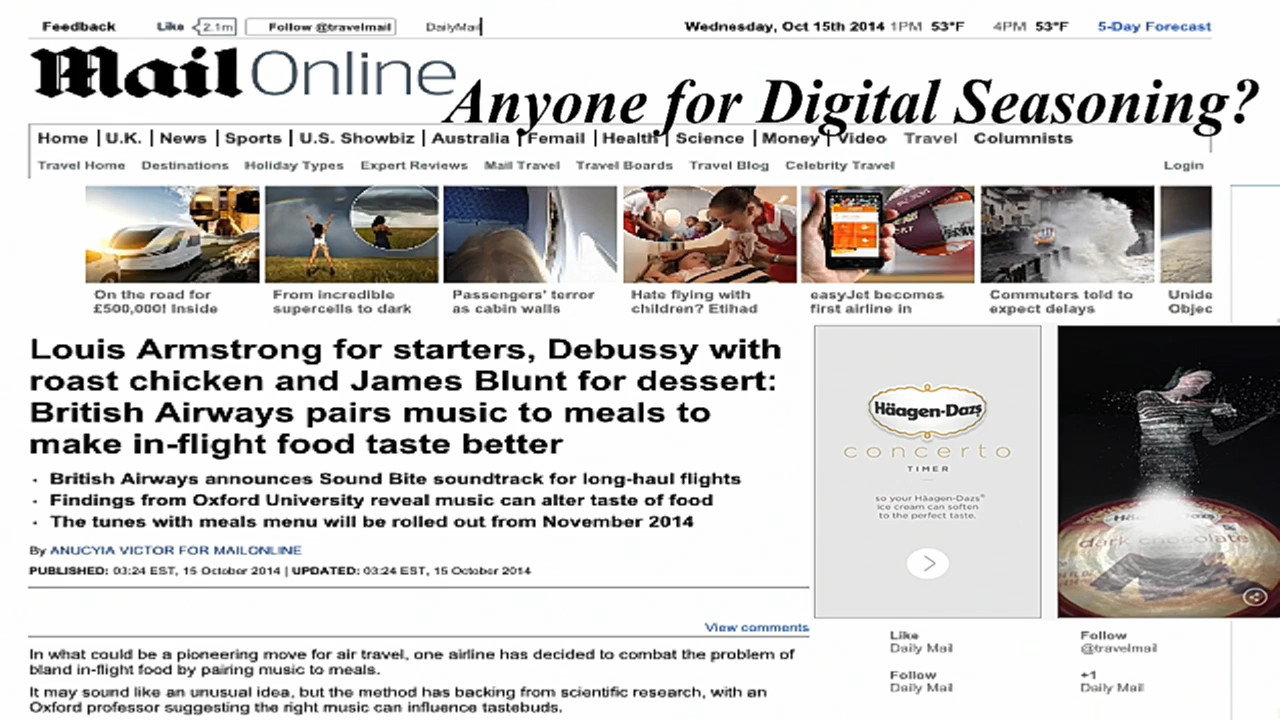 Feedback Like 2.1m Follow @travelmail DailyMail Wednesday, Oct 15th 2014 1PM 53°F 4PM 53°F 5-Day Forecast
Mail Online
Anyone for Digital Seasoning?
Home U.K. News Sports U.S. Showbiz Australia Femail Health Science Money Video Travel Columnists
Travel Home Destinations Holiday Types Expert Reviews Mail Travel Travel Boards Travel Blog Celebrity Travel Login
On the road for
£500,000! Inside
From incredible
supercells to dark
Passengers' terror
as cabin walls
Hate flying with
children? Etihad
easyJet becomes
first airline in
Commuters told to
expect delays
Unide
Objec
Louis Armstrong for starters, Debussy with
roast chicken and James Blunt for dessert:
British Airways pairs music to meals to
make in-flight food taste better
· British Airways announces Sound Bite soundtrack for long-haul flights
· Findings from Oxford University reveal music can alter taste of food
· The tunes with meals menu will be rolled out from November 2014
By ANUCYIA VICTOR FOR MAILONLINE
PUBLISHED: 03:24 EST, 15 October 2014 | UPDATED: 03:24 EST, 15 October 2014
View comments
In what could be a pioneering move for air travel, one airline has decided to combat the problem of
bland in-flight food by pairing music to meals.
It may sound like an unusual idea, but the method has backing from scientific research, with an
Oxford professor suggesting the right music can influence tastebuds.
Häagen-Dazs
concerto
TIMER
so your Häagen-Dazs®
ice cream can soften
to the perfect taste.
dark chocolate
Like
Daily Mail
Follow
@travelmail
Follow
Daily Mail
+1
Daily Mail